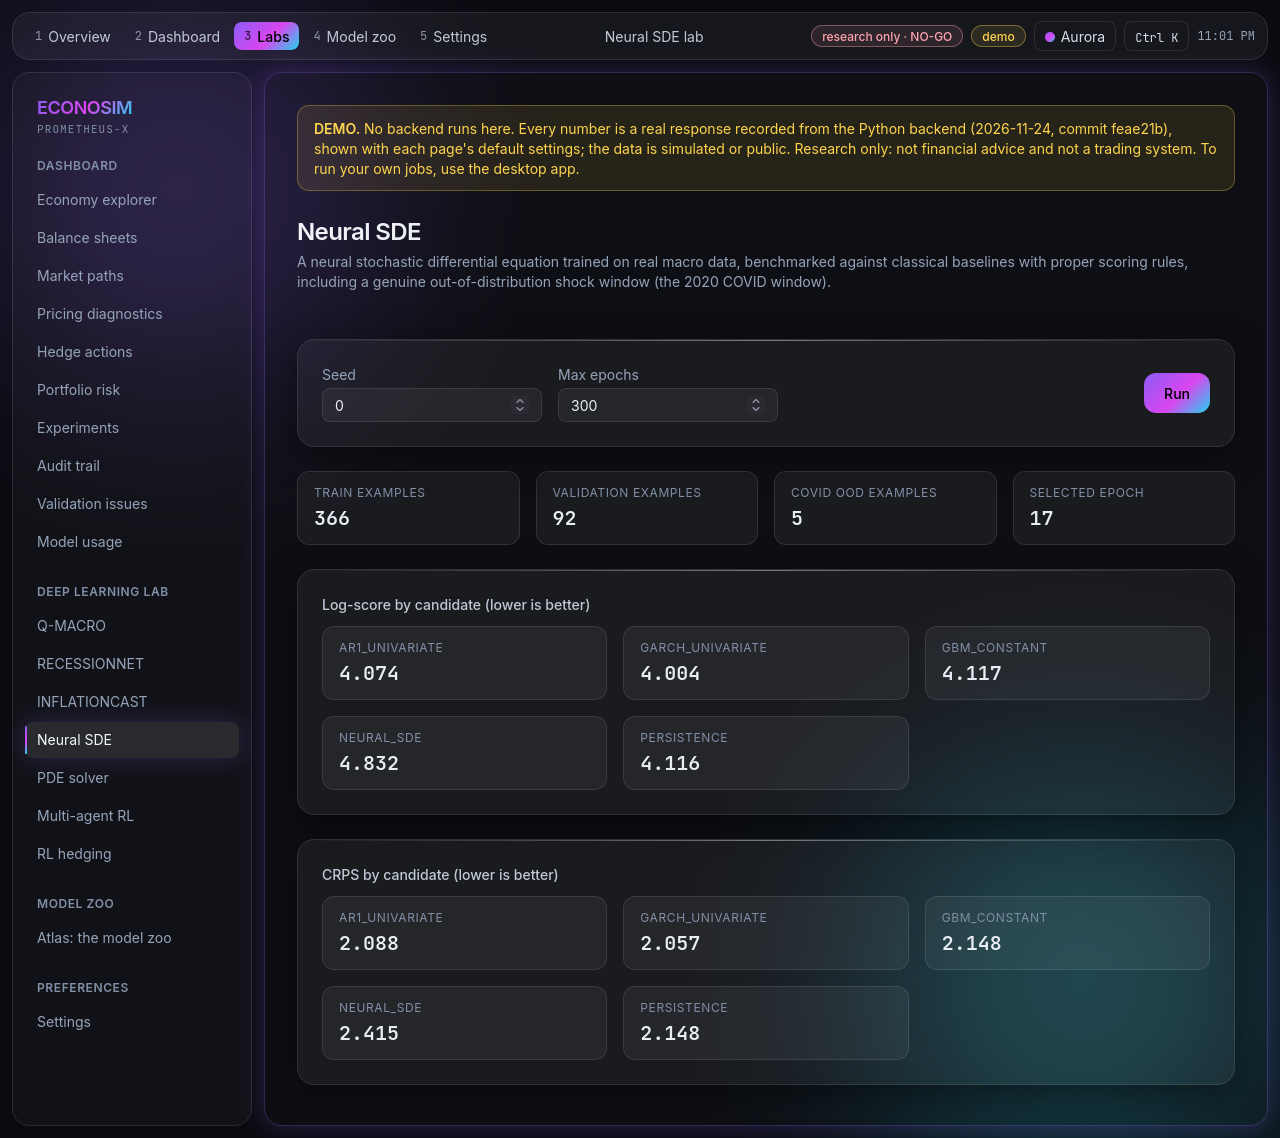 1 Overview 2 Dashboard 3 Labs 4 Model zoo 5 Settings Neural SDE lab research only · NO-GO demo Aurora Ctrl K 11:01 PM
ECONOSIM
PROMETHEUS-X
DASHBOARD
Economy explorer
Balance sheets
Market paths
Pricing diagnostics
Hedge actions
Portfolio risk
Experiments
Audit trail
Validation issues
Model usage
DEEP LEARNING LAB
Q-MACRO
RECESSIONNET
INFLATIONCAST
Neural SDE
PDE solver
Multi-agent RL
RL hedging
MODEL ZOO
Atlas: the model zoo
PREFERENCES
Settings
DEMO. No backend runs here. Every number is a real response recorded from the Python backend (2026-11-24, commit feae21b),
shown with each page's default settings; the data is simulated or public. Research only: not financial advice and not a trading system. To
run your own jobs, use the desktop app.
Neural SDE
A neural stochastic differential equation trained on real macro data, benchmarked against classical baselines with proper scoring rules,
including a genuine out-of-distribution shock window (the 2020 COVID window).
Seed Max epochs
0 300 Run
TRAIN EXAMPLES VALIDATION EXAMPLES COVID OOD EXAMPLES SELECTED EPOCH
366 92 5 17
Log-score by candidate (lower is better)
AR1_UNIVARIATE GARCH_UNIVARIATE GBM_CONSTANT
4.074 4.004 4.117
NEURAL_SDE PERSISTENCE
4.832 4.116
CRPS by candidate (lower is better)
AR1_UNIVARIATE GARCH_UNIVARIATE GBM_CONSTANT
2.088 2.057 2.148
NEURAL_SDE PERSISTENCE
2.415 2.148